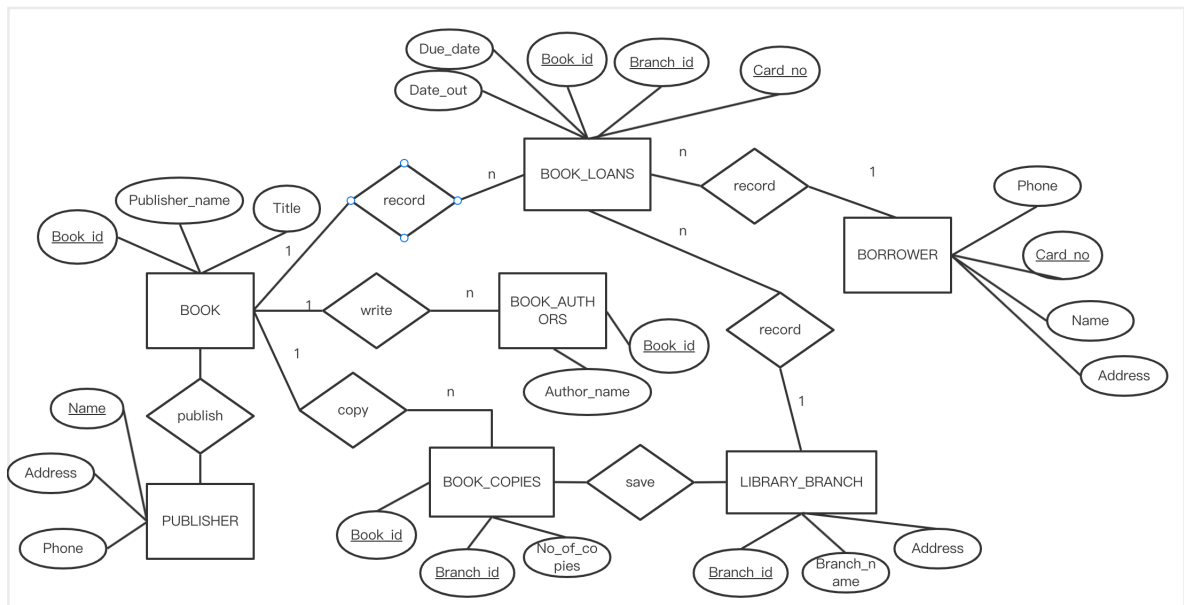 Due_date
Book_id
Branch_id
Card_no
Date_out
n
BOOK_LOANS
n
record
1
Phone
Publisher_name
Title
record
Book_id
1
n
BORROWER
Card_no
BOOK
1
write
n
BOOK_AUTH
ORS
record
Name
Book_id
1
Address
Author_name
publish
Name
copy
n
1
Address
BOOK_COPIES
save
LIBRARY_BRANCH
PUBLISHER
Book_id
Phone
Branch_id
No_of_co
pies
Branch_id
Branch_n
ame
Address